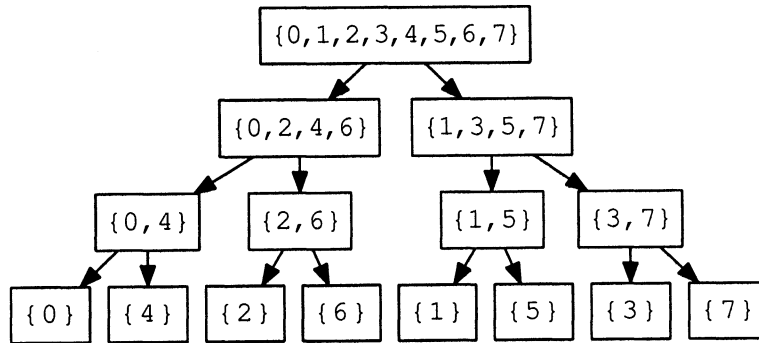 {0,1,2,3,4,5,6,7}
{0,2,4,6} {1,3,5,7}
{0,4} {2,6} {1,5} {3,7}
{0} {4} {2} {6} {1} {5} {3} {7}